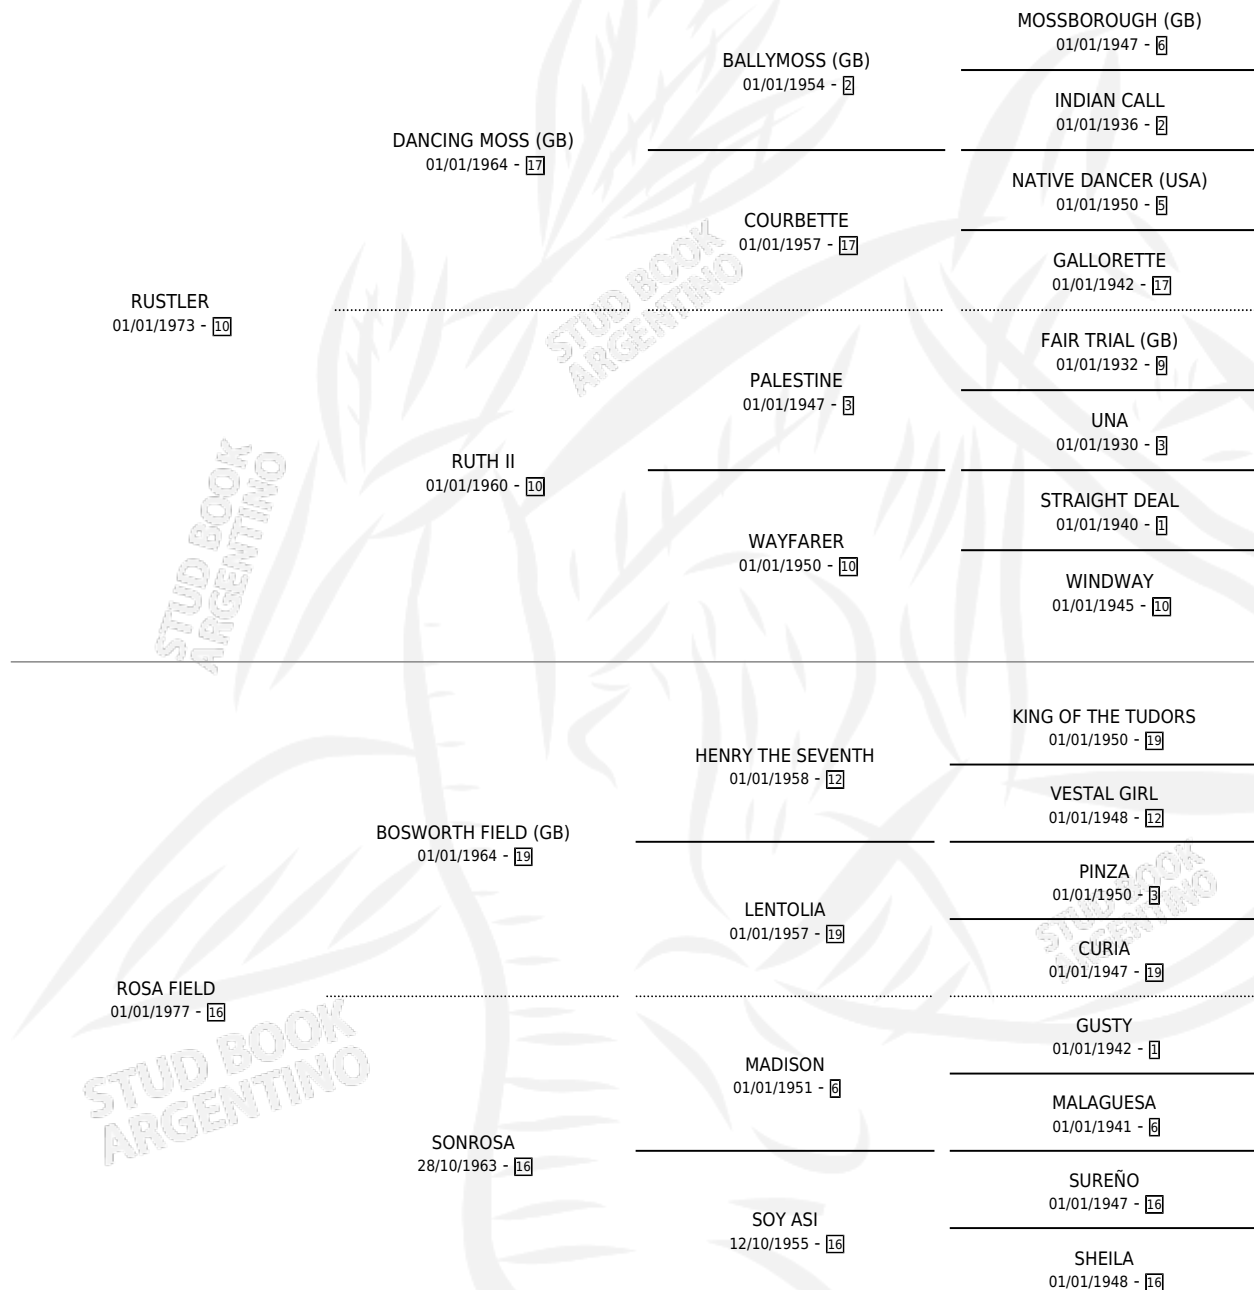 RUSTLER
01/01/1973 - 10
DANCING MOSS (GB)
01/01/1964 - 17
RUTH II
01/01/1960 - 10
BALLYMOSS (GB)
01/01/1954 - 2
COURBETTE
01/01/1957 - 17
PALESTINE
01/01/1947 - 3
WAYFARER
01/01/1950 - 10
MOSSBOROUGH (GB)
01/01/1947 - 6
INDIAN CALL
01/01/1936 - 2
NATIVE DANCER (USA)
01/01/1950 - 5
GALLORETTE
01/01/1942 - 17
FAIR TRIAL (GB)
01/01/1932 - 9
UNA
01/01/1930 - 3
STRAIGHT DEAL
01/01/1940 - 1
WINDWAY
01/01/1945 - 10
ROSA FIELD
01/01/1977 - 16
BOSWORTH FIELD (GB)
01/01/1964 - 19
SONROSA
28/10/1963 - 16
HENRY THE SEVENTH
01/01/1958 - 12
LENTOLIA
01/01/1957 - 19
MADISON
01/01/1951 - 6
SOY ASI
12/10/1955 - 16
KING OF THE TUDORS
01/01/1950 - 19
VESTAL GIRL
01/01/1948 - 12
PINZA
01/01/1950 - 3
CURIA
01/01/1947 - 19
GUSTY
01/01/1942 - 1
MALAGUESA
01/01/1941 - 6
SUREÑO
01/01/1947 - 16
SHEILA
01/01/1948 - 16
STUD BOOK
ARGENTINO
STUD BOOK
ARGENTINO
STUD BOOK
ARGENTINO
STUD BOOK
ARGENTINO